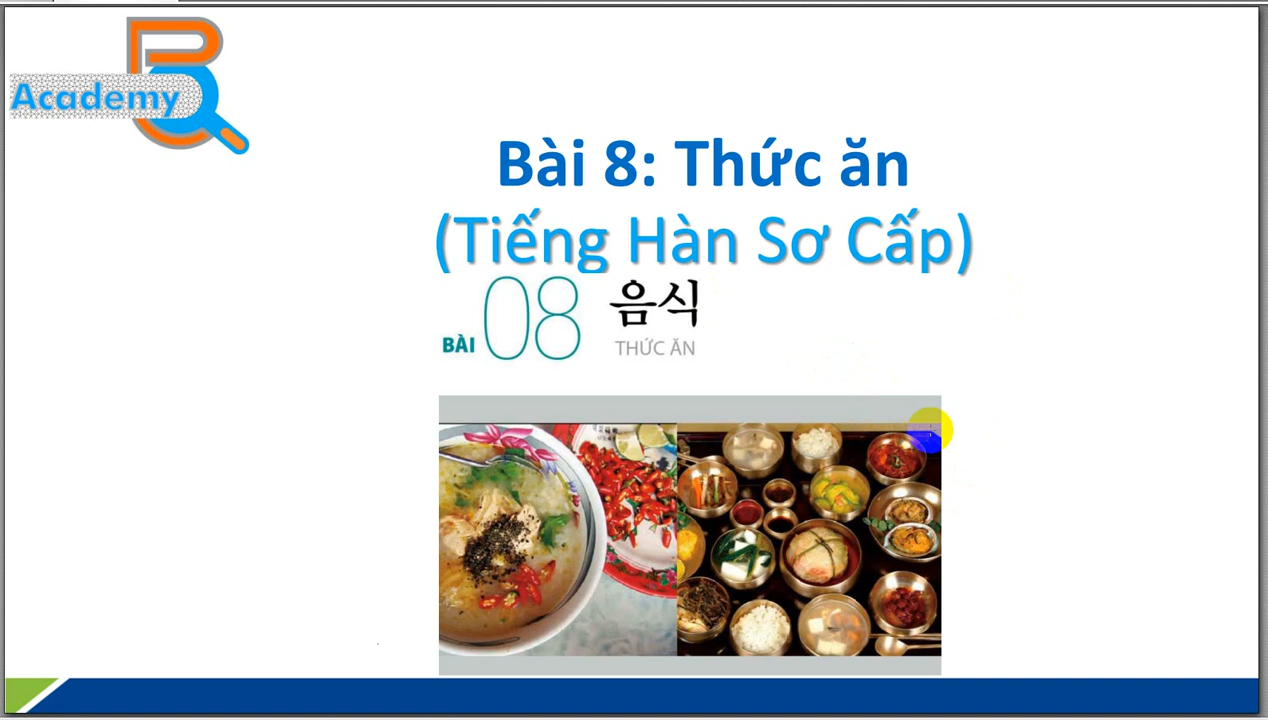 Academy
Bài 8: Thức ăn
(Tiếng Hàn Sơ Cấp)
BÀI 08 음식
THỨC ĂN